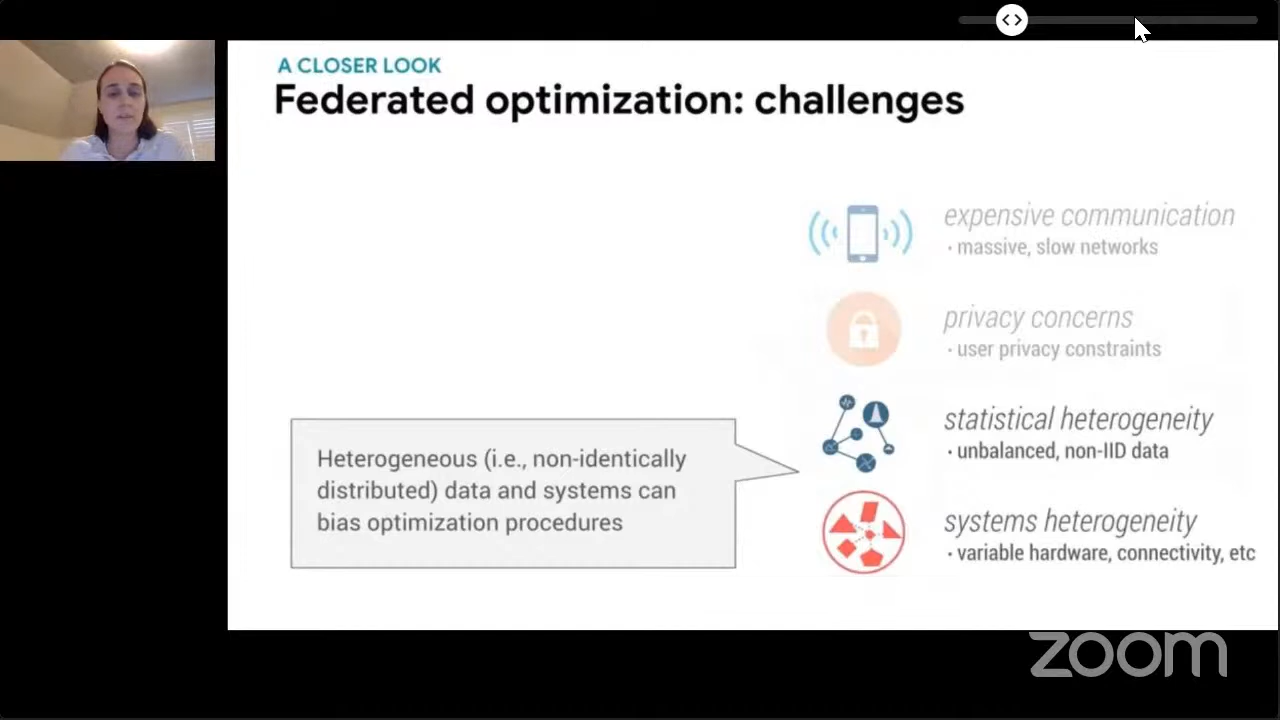 A CLOSER LOOK
Federated optimization: challenges
expensive communication
· massive, slow networks
privacy concerns
· user privacy constraints
statistical heterogeneity
· unbalanced, non-IID data
systems heterogeneity
· variable hardware, connectivity, etc
Heterogeneous (i.e., non-identically
distributed) data and systems can
bias optimization procedures
zoom